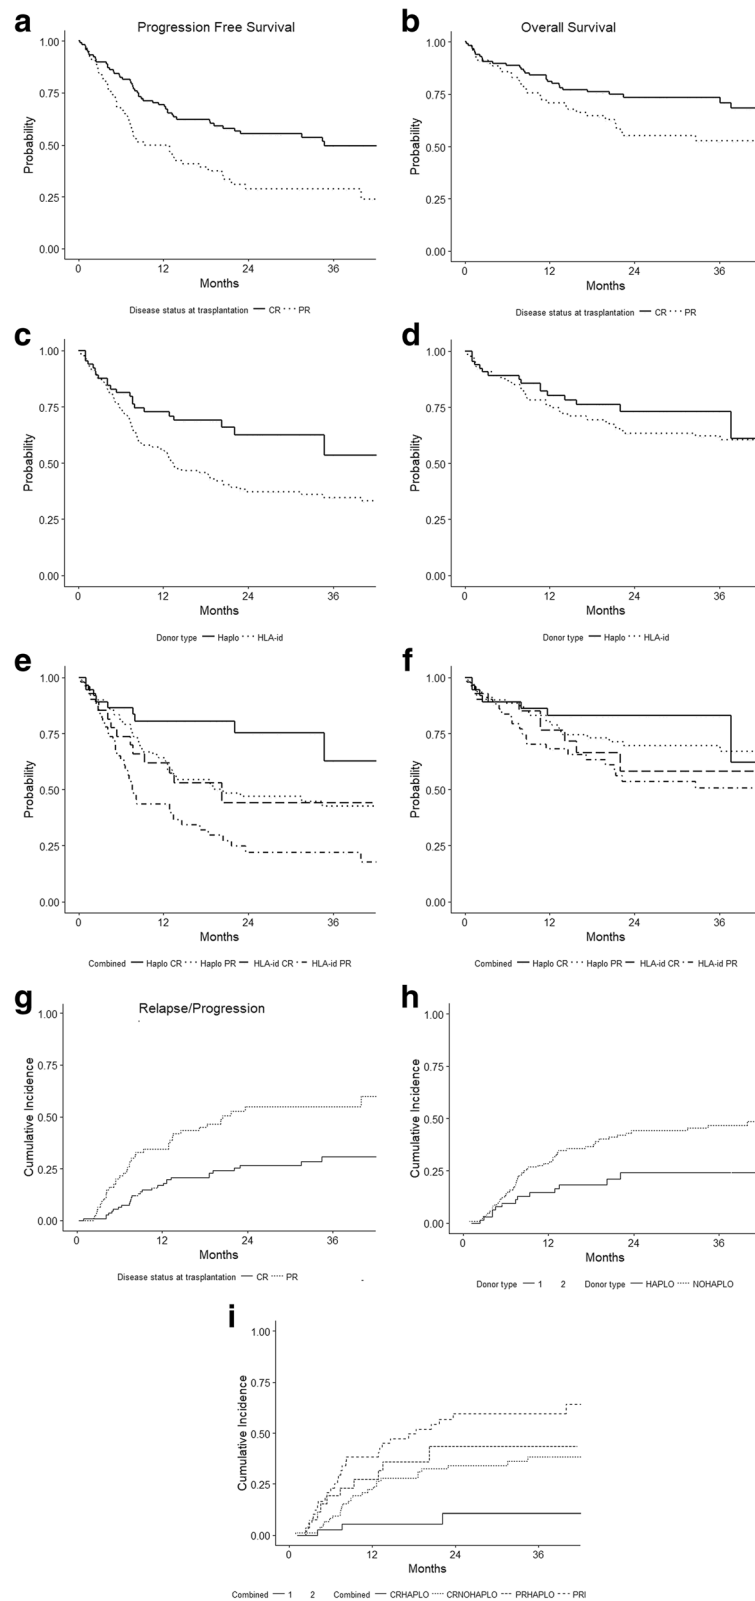 a
Progression Free Survival
Probability
1.00
0.75
0.50
0.25
0.00
0 12 24 36
Months
Disease status at trasplantation CR PR
b
Overall Survival
Probability
1.00
0.75
0.50
0.25
0.00
0 12 24 36
Months
Disease status at trasplantation CR PR
c
Probability
1.00
0.75
0.50
0.25
0.00
0 12 24 36
Months
Donor type Haplo HLA-id
d
Probability
1.00
0.75
0.50
0.25
0.00
0 12 24 36
Months
Donor type Haplo HLA-id
e
Probability
1.00
0.75
0.50
0.25
0.00
0 12 24 36
Months
Combined Haplo CR Haplo PR HLA-id CR HLA-id PR
f
Probability
1.00
0.75
0.50
0.25
0.00
0 12 24 36
Months
Combined Haplo CR Haplo PR HLA-id CR HLA-id PR
g
Relapse/Progression
Cumulative Incidence
1.00
0.75
0.50
0.25
0.00
0 12 24 36
Months
Disease status at trasplantation CR PR
h
Cumulative Incidence
1.00
0.75
0.50
0.25
0.00
0 12 24 36
Months
Donor type 1 2 Donor type HAPLO NOHAPLO
i
Cumulative Incidence
1.00
0.75
0.50
0.25
0.00
0 12 24 36
Months
Combined 1 2 Combined CRHAPLO CRNOHAPLO PRHAPLO PRI